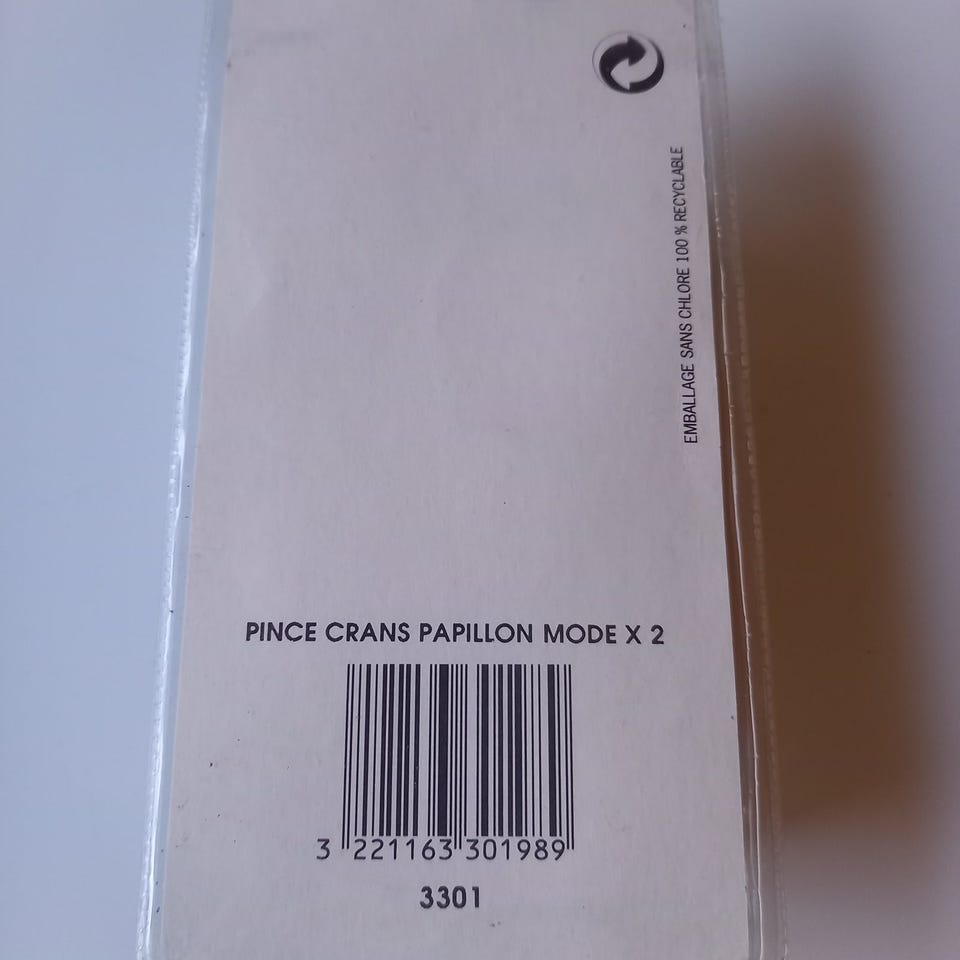 EMBALLAGE SANS CHLORE 100 % RECYCLABLE
PINCE CRANS PAPILLON MODE X 2
3 221163 301989
3301